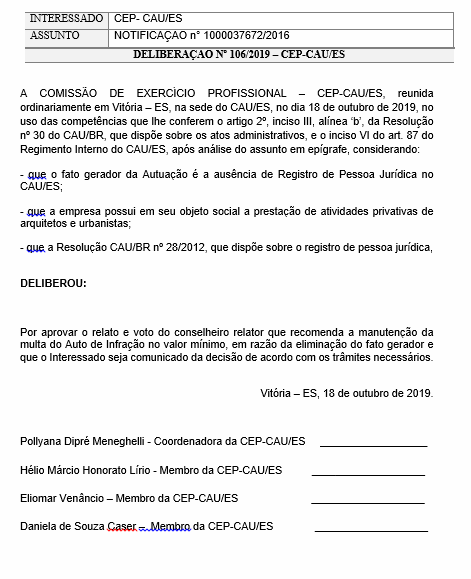 INTERESSADO CEP- CAU/ES
ASSUNTO NOTIFICAÇAO n° 1000037672/2016
DELIBERAÇAO Nº 106/2019 – CEP-CAU/ES
A COMISSÃO DE EXERCÍCIO PROFISSIONAL – CEP-CAU/ES, reunida
ordinariamente em Vitória – ES, na sede do CAU/ES, no dia 18 de outubro de 2019, no
uso das competências que lhe conferem o artigo 2º, inciso III, alínea ‘b’, da Resolução
nº 30 do CAU/BR, que dispõe sobre os atos administrativos, e o inciso VI do art. 87 do
Regimento Interno do CAU/ES, após análise do assunto em epígrafe, considerando:
- que o fato gerador da Autuação é a ausência de Registro de Pessoa Jurídica no
CAU/ES;
- que a empresa possui em seu objeto social a prestação de atividades privativas de
arquitetos e urbanistas;
- que a Resolução CAU/BR nº 28/2012, que dispõe sobre o registro de pessoa jurídica,
DELIBEROU:
Por aprovar o relato e voto do conselheiro relator que recomenda a manutenção da
multa do Auto de Infração no valor mínimo, em razão da eliminação do fato gerador e
que o Interessado seja comunicado da decisão de acordo com os trâmites necessários.
Vitória – ES, 18 de outubro de 2019.
Pollyana Dipré Meneghelli - Coordenadora da CEP-CAU/ES ____________________
Hélio Márcio Honorato Lírio - Membro da CEP-CAU/ES ____________________
Eliomar Venâncio – Membro da CEP-CAU/ES ____________________
Daniela de Souza Caser – Membro da CEP-CAU/ES ____________________